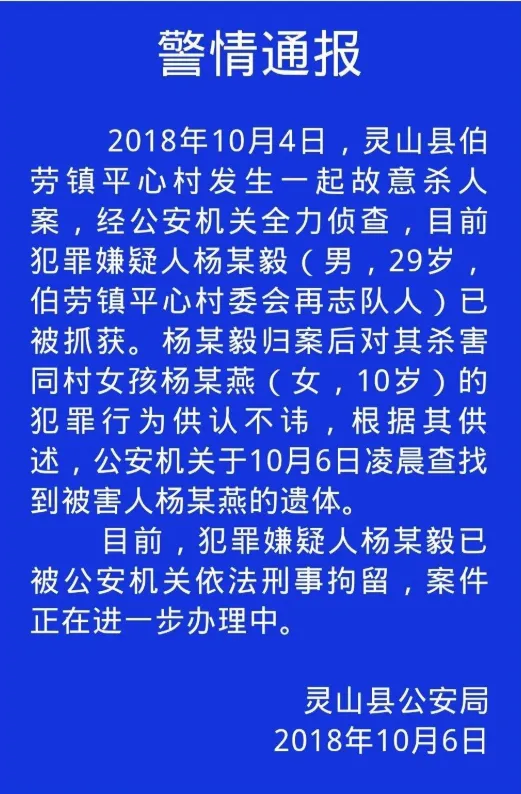 警情通报
2018年10月4日，灵山县伯
劳镇平心村发生一起故意杀人
案，经公安机关全力侦查，目前
犯罪嫌疑人杨某毅（男，29岁，
伯劳镇平心村委会再志队人）已
被抓获。杨某毅归案后对其杀害
同村女孩杨某燕（女，10岁）的
犯罪行为供认不讳，根据其供
述，公安机关于10月6日凌晨查找
到被害人杨某燕的遗体。
目前，犯罪嫌疑人杨某毅已
被公安机关依法刑事拘留，案件
正在进一步办理中。
灵山县公安局
2018年10月6日